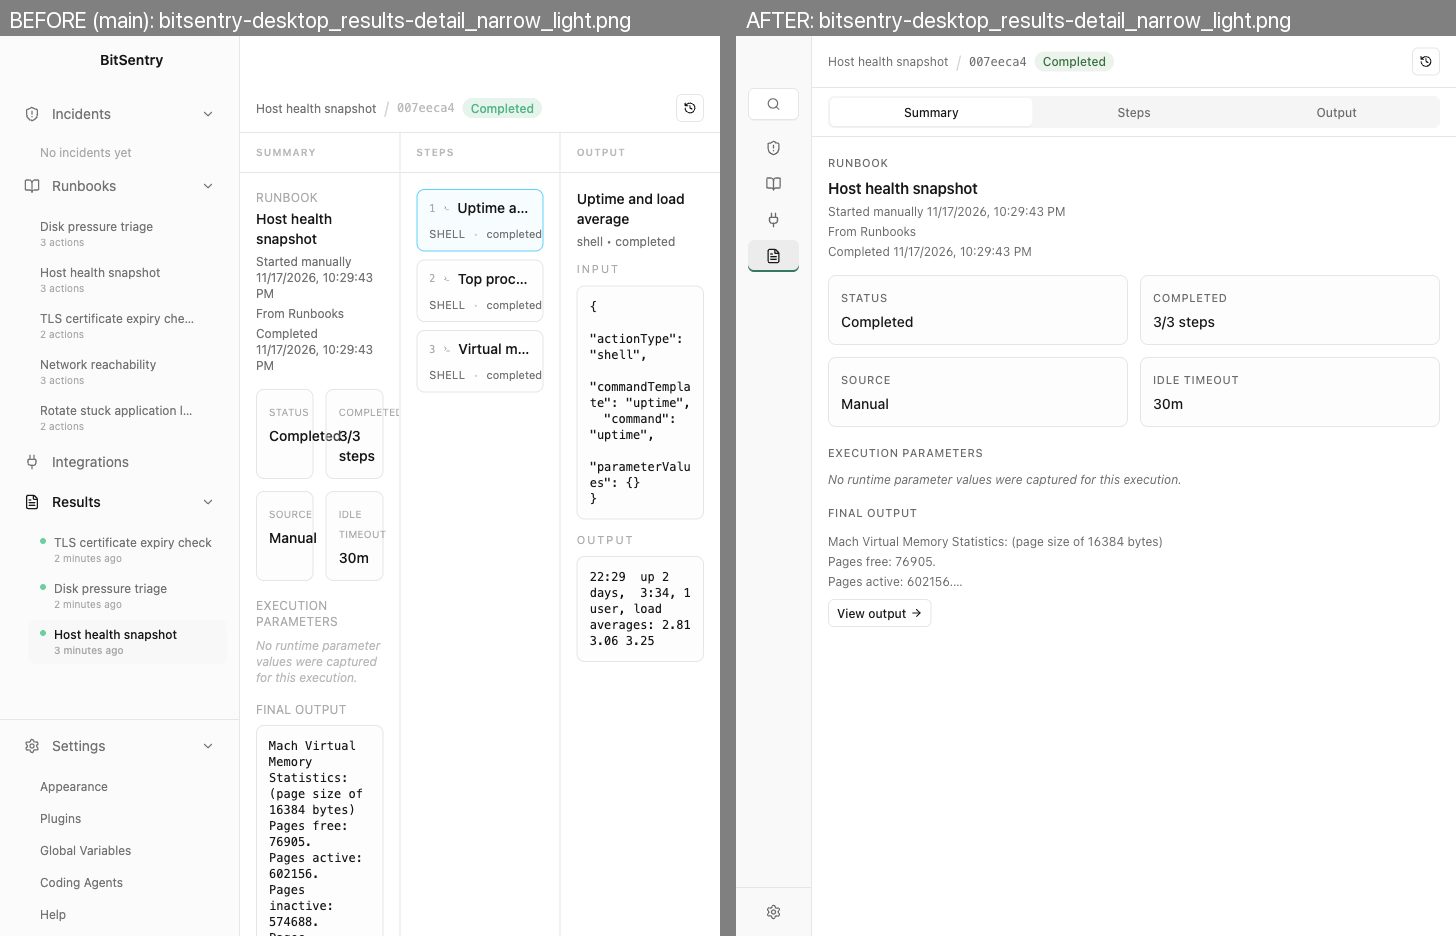 BEFORE (main): bitsentry-desktop_results-detail_narrow_light.png
BitSentry
Incidents
No incidents yet
Runbooks
Disk pressure triage
3 actions
Host health snapshot
3 actions
TLS certificate expiry che...
2 actions
Network reachability
3 actions
Rotate stuck application l...
2 actions
Integrations
Results
TLS certificate expiry check
2 minutes ago
Disk pressure triage
2 minutes ago
Host health snapshot
3 minutes ago
Settings
Appearance
Plugins
Global Variables
Coding Agents
Help
Host health snapshot / 007eeca4 Completed
SUMMARY
RUNBOOK
Host health
snapshot
Started manually
11/17/2026, 10:29:43
PM
From Runbooks
Completed
11/17/2026, 10:29:43
PM
STATUS
Completed
COMPLETED
3/3
steps
SOURCE
Manual
IDLE
TIMEOUT
30m
EXECUTION
PARAMETERS
No runtime parameter
values were captured
for this execution.
FINAL OUTPUT
Mach Virtual
Memory
Statistics:
(page size of
16384 bytes)
Pages free:
76905.
Pages active:
602156.
Pages
inactive:
574688.
Pages
STEPS
1 Uptime a...
SHELL · completed
2 Top proc...
SHELL · completed
3 Virtual m...
SHELL · completed
OUTPUT
Uptime and load
average
shell • completed
INPUT
{
"actionType":
"shell",
"commandTempla
te": "uptime",
"command":
"uptime",
"parameterValu
es": {}
}
OUTPUT
22:29 up 2
days, 3:34, 1
user, load
averages: 2.81
3.06 3.25
AFTER: bitsentry-desktop_results-detail_narrow_light.png
Host health snapshot / 007eeca4 Completed
Summary Steps Output
RUNBOOK
Host health snapshot
Started manually 11/17/2026, 10:29:43 PM
From Runbooks
Completed 11/17/2026, 10:29:43 PM
STATUS
Completed
COMPLETED
3/3 steps
SOURCE
Manual
IDLE TIMEOUT
30m
EXECUTION PARAMETERS
No runtime parameter values were captured for this execution.
FINAL OUTPUT
Mach Virtual Memory Statistics: (page size of 16384 bytes)
Pages free: 76905.
Pages active: 602156....
View output →